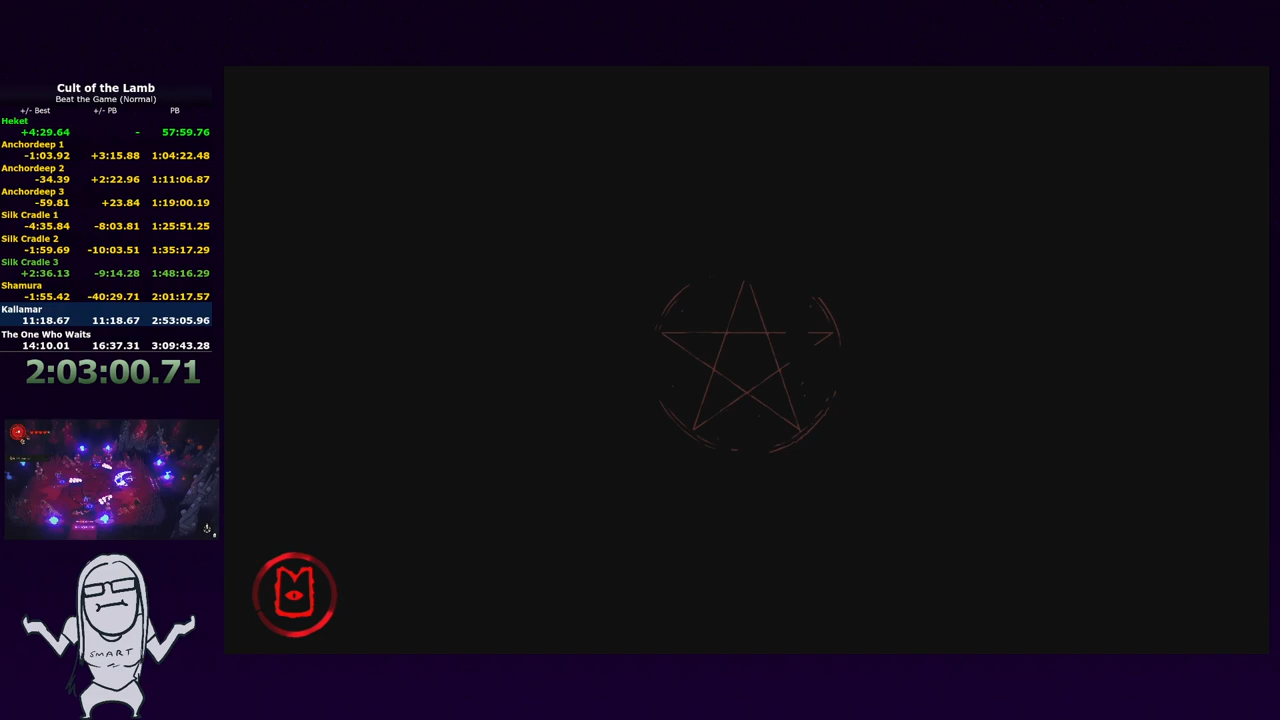 Cult of the Lamb
Beat the Game (Normal)
+/- Best +/- PB PB
Heket
+4:29.64 - 57:59.76
Anchordeep 1
-1:03.92 +3:15.88 1:04:22.48
Anchordeep 2
-34.39 +2:22.96 1:11:06.87
Anchordeep 3
-59.81 +23.84 1:19:00.19
Silk Cradle 1
-4:35.84 -8:03.81 1:25:51.25
Silk Cradle 2
-1:59.69 -10:03.51 1:35:17.29
Silk Cradle 3
+2:36.13 -9:14.28 1:48:16.29
Shamura
-1:55.42 -40:29.71 2:01:17.57
Kallamar
11:18.67 11:18.67 2:53:05.96
The One Who Waits
14:10.01 16:37.31 3:09:43.28
2:03:00.71
SMART